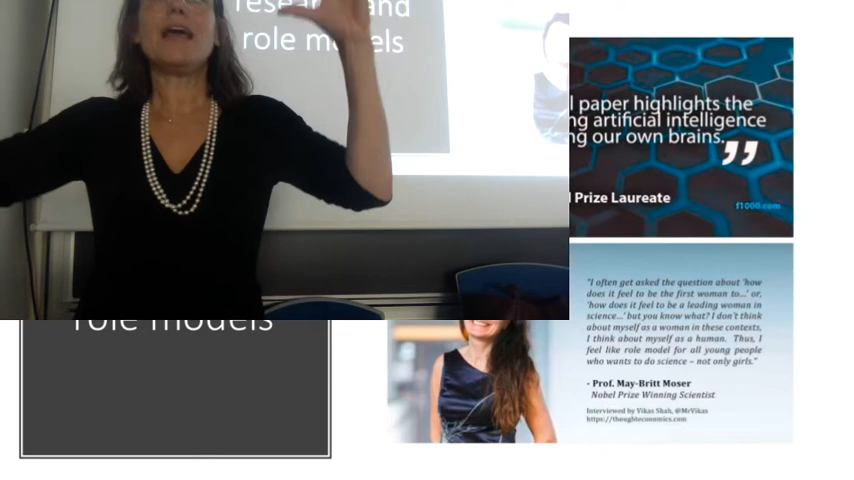 research and
role models
l paper highlights the
ng artificial intelligence
ng our own brains.
”
l Prize Laureate
f1000.com
role models
"I often get asked the question about 'how
does it feel to be the first woman to...' or,
'how does it feel to be a leading woman in
science...' but you know what? I don't think
about myself as a woman in these contexts,
I think about myself as a human. Thus, I
feel like role model for all young people
who wants to do science – not only girls."
- Prof. May-Britt Moser
Nobel Prize Winning Scientist
Interviewed by Vikas Shah, @MrVikas
https://thoughteconomics.com